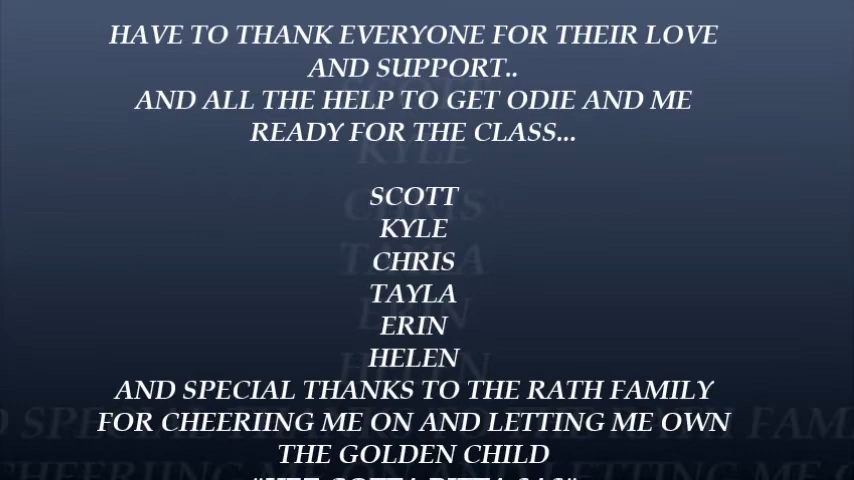 HAVE TO THANK EVERYONE FOR THEIR LOVE
AND SUPPORT..
AND ALL THE HELP TO GET ODIE AND ME
READY FOR THE CLASS...
SCOTT
KYLE
CHRIS
TAYLA
ERIN
HELEN
AND SPECIAL THANKS TO THE RATH FAMILY
FOR CHEERIING ME ON AND LETTING ME OWN
THE GOLDEN CHILD